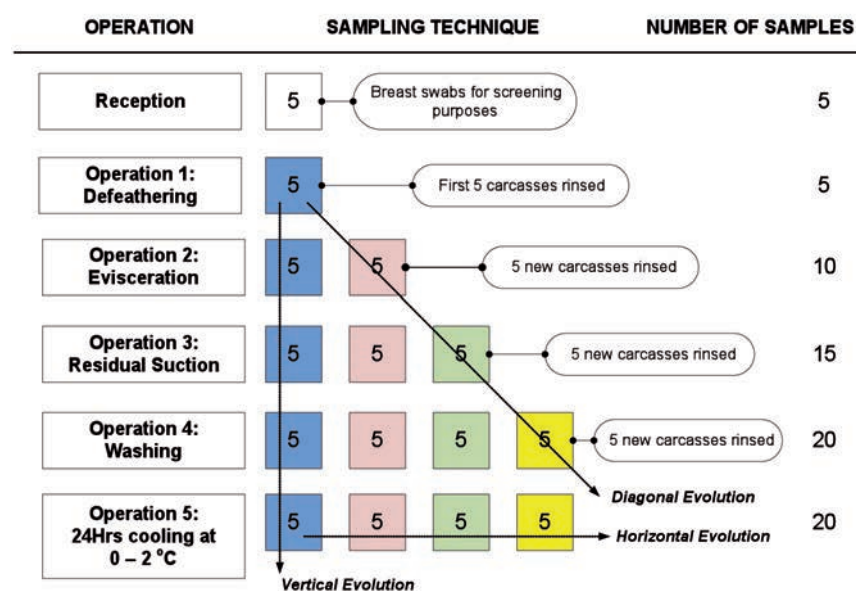 OPERATION SAMPLING TECHNIQUE NUMBER OF SAMPLES
Reception
5
Breast swabs for screening
purposes
5
Operation 1:
Defeathering
5
First 5 carcasses rinsed
5
Operation 2:
Evisceration
5 5
5 new carcasses rinsed
10
Operation 3:
Residual Suction
5 5 5
5 new carcasses rinsed
15
Operation 4:
Washing
5 5 5 5
5 new carcasses rinsed
20
Diagonal Evolution
Operation 5:
24Hrs cooling at
0 – 2 °C
5 5 5 5
20
Horizontal Evolution
Vertical Evolution